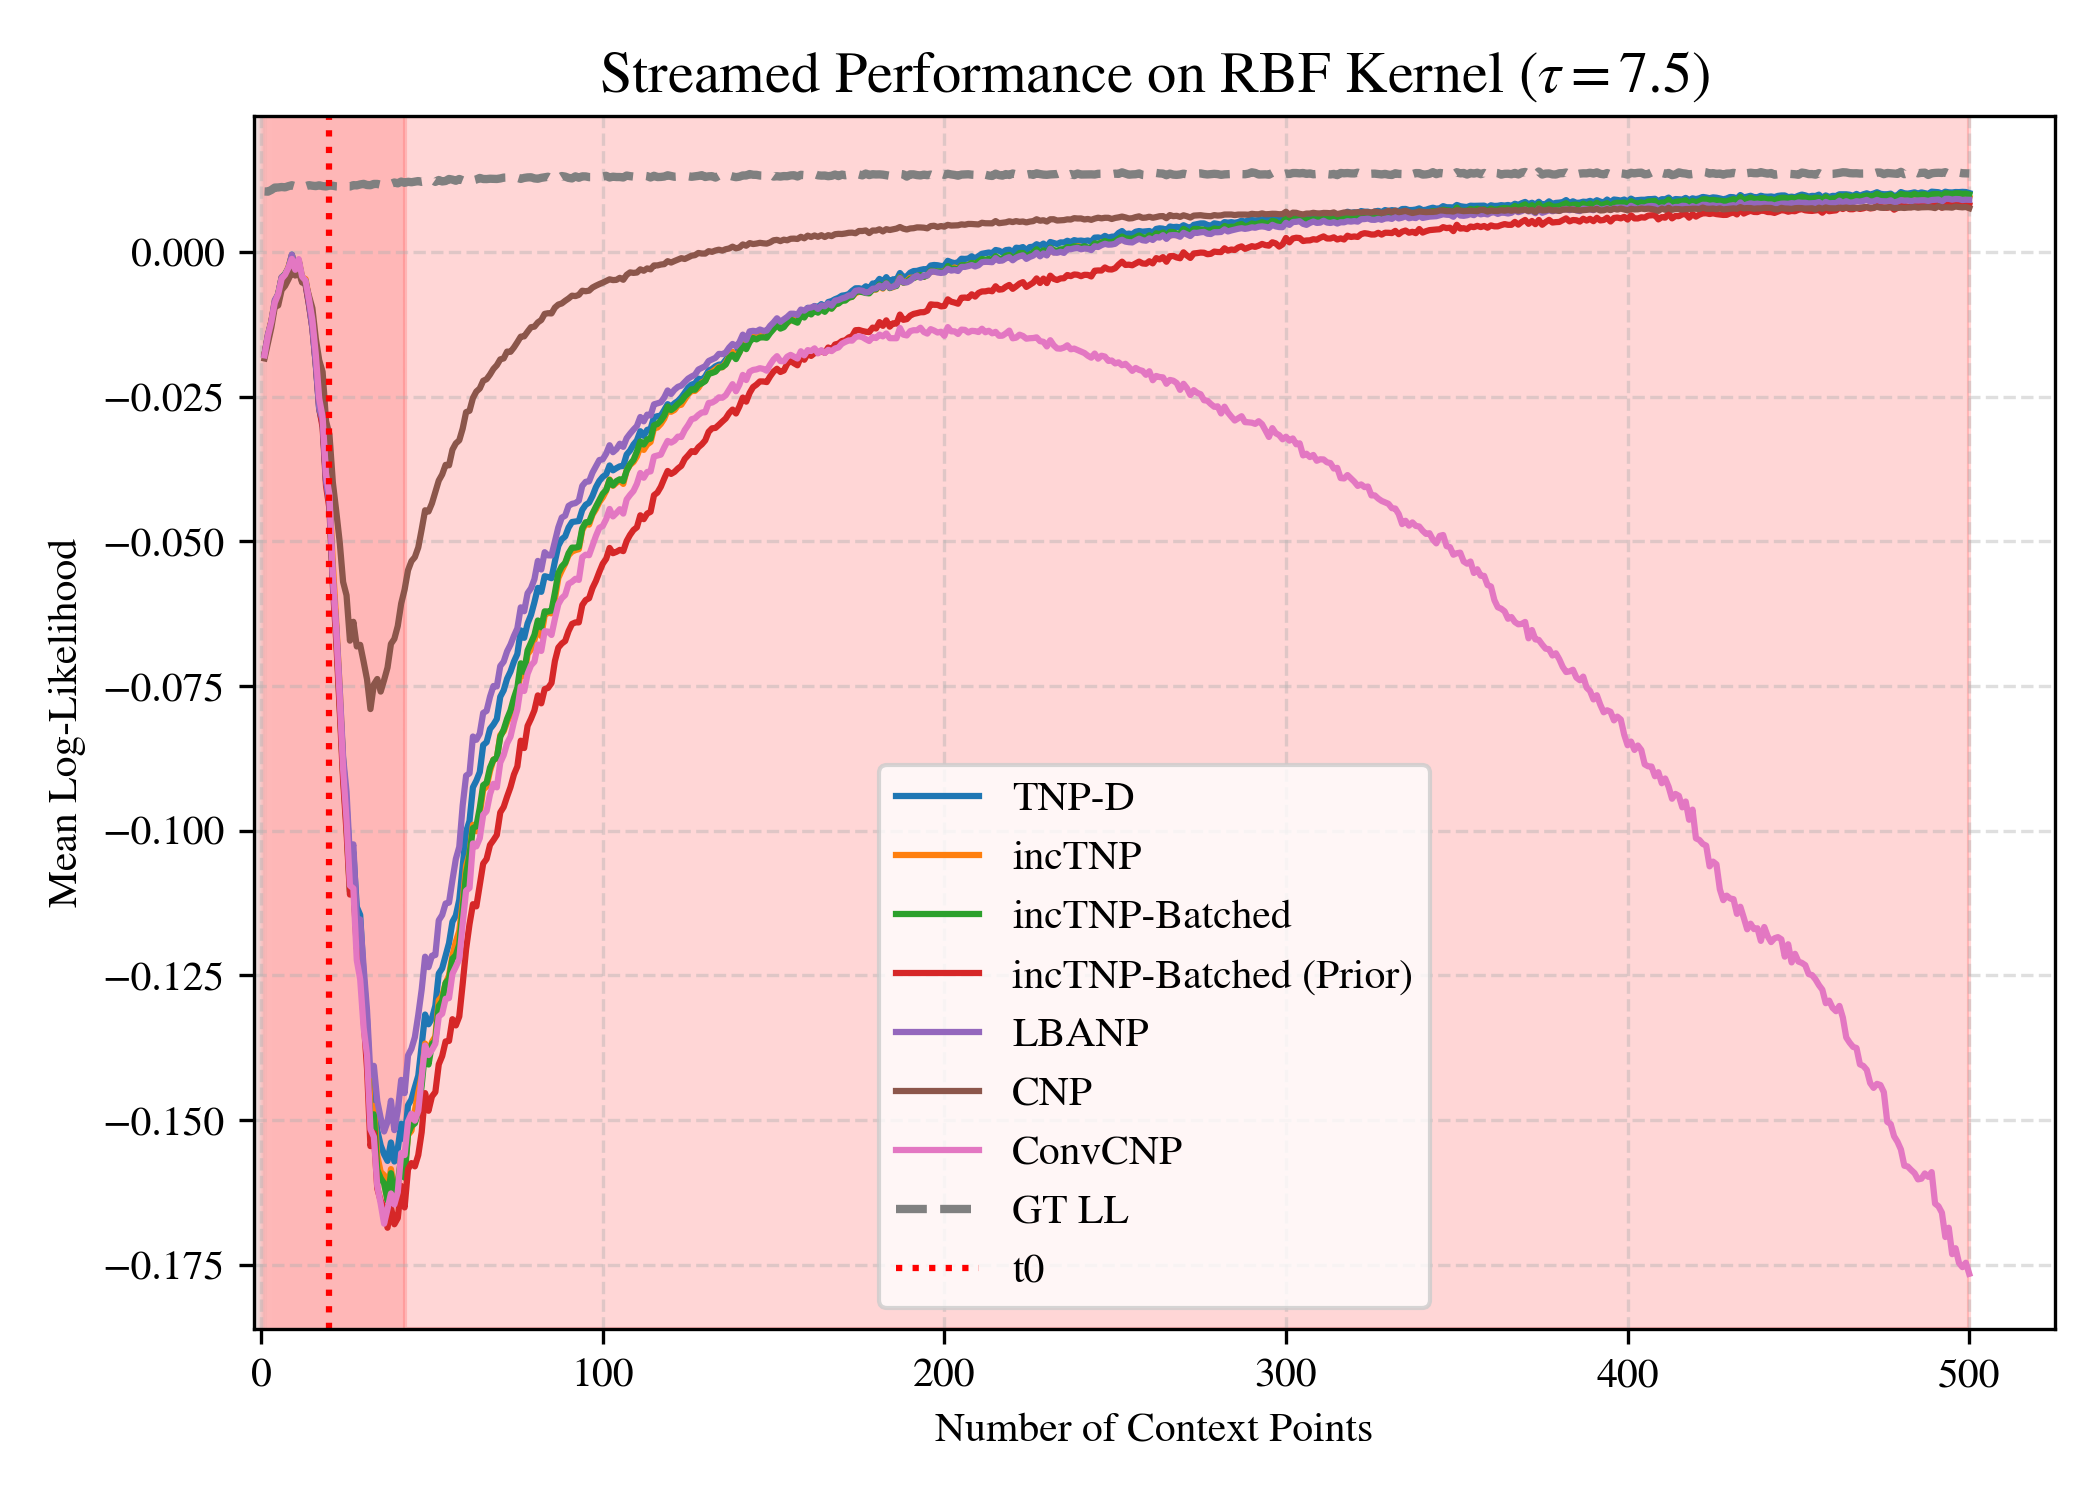 Streamed Performance on RBF Kernel (τ = 7.5)
0.000
−0.025
−0.050
−0.075
−0.100
−0.125
−0.150
−0.175
Mean Log-Likelihood
TNP-D
incTNP
incTNP-Batched
incTNP-Batched (Prior)
LBANP
CNP
ConvCNP
GT LL
t0
0 100 200 300 400 500
Number of Context Points